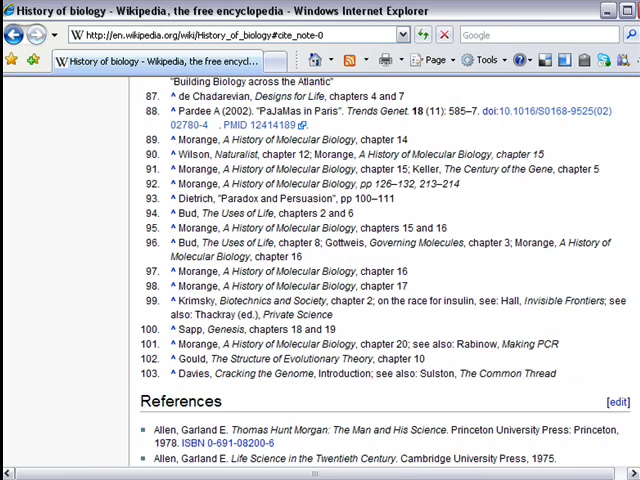 History of biology - Wikipedia, the free encyclopedia - Windows Internet Explorer
http://en.wikipedia.org/wiki/History_of_biology#cite_note-0
Google
History of biology - Wikipedia, the free encycl...
Page
Tools
"Building Biology across the Atlantic"
87. ^ de Chadarevian, Designs for Life, chapters 4 and 7
88. ^ Pardee A (2002). "PaJaMas in Paris". Trends Genet. 18 (11): 585–7. doi:10.1016/S0168-9525(02)
02780-4 . PMID 12414189 .
89. ^ Morange, A History of Molecular Biology, chapter 14
90. ^ Wilson, Naturalist, chapter 12; Morange, A History of Molecular Biology, chapter 15
91. ^ Morange, A History of Molecular Biology, chapter 15; Keller, The Century of the Gene, chapter 5
92. ^ Morange, A History of Molecular Biology, pp 126–132, 213–214
93. ^ Dietrich, "Paradox and Persuasion", pp 100–111
94. ^ Bud, The Uses of Life, chapters 2 and 6
95. ^ Morange, A History of Molecular Biology, chapters 15 and 16
96. ^ Bud, The Uses of Life, chapter 8; Gottweis, Governing Molecules, chapter 3; Morange, A History of
Molecular Biology, chapter 16
97. ^ Morange, A History of Molecular Biology, chapter 16
98. ^ Morange, A History of Molecular Biology, chapter 17
99. ^ Krimsky, Biotechnics and Society, chapter 2; on the race for insulin, see: Hall, Invisible Frontiers; see
also: Thackray (ed.), Private Science
100. ^ Sapp, Genesis, chapters 18 and 19
101. ^ Morange, A History of Molecular Biology, chapter 20; see also: Rabinow, Making PCR
102. ^ Gould, The Structure of Evolutionary Theory, chapter 10
103. ^ Davies, Cracking the Genome, Introduction; see also: Sulston, The Common Thread
References [edit]
Allen, Garland E. Thomas Hunt Morgan: The Man and His Science. Princeton University Press: Princeton,
1978. ISBN 0-691-08200-6
Allen, Garland E. Life Science in the Twentieth Century. Cambridge University Press, 1975.